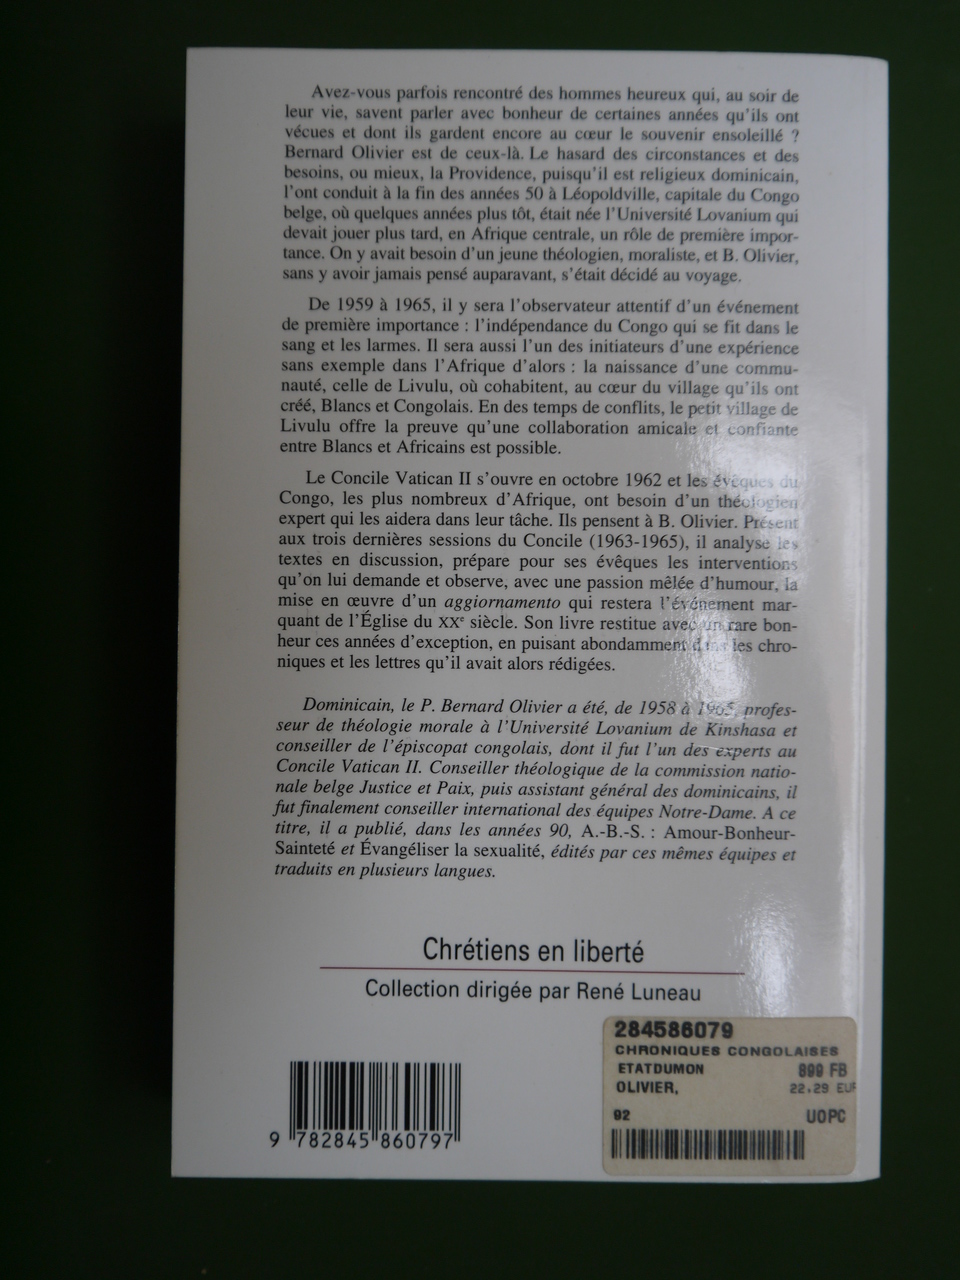 Avez-vous parfois rencontré des hommes heureux qui, au soir de
leur vie, savent parler avec bonheur de certaines années qu'ils ont
vécues et dont ils gardent encore au cœur le souvenir ensoleillé ?
Bernard Olivier est de ceux-là. Le hasard des circonstances et des
besoins, ou mieux, la Providence, puisqu'il est religieux dominicain,
l'ont conduit à la fin des années 50 à Léopoldville, capitale du Congo
belge, où quelques années plus tôt, était née l'Université Lovanium qui
devait jouer plus tard, en Afrique centrale, un rôle de première impor-
tance. On y avait besoin d'un jeune théologien, moraliste, et B. Olivier,
sans y avoir jamais pensé auparavant, s'était décidé au voyage.
De 1959 à 1965, il y sera l'observateur attentif d'un événement
de première importance : l'indépendance du Congo qui se fit dans le
sang et les larmes. Il sera aussi l'un des initiateurs d'une expérience
sans exemple dans l'Afrique d'alors : la naissance d'une commu-
nauté, celle de Livulu, où cohabitent, au cœur du village qu'ils ont
créé, Blancs et Congolais. En des temps de conflits, le petit village de
Livulu offre la preuve qu'une collaboration amicale et confiante
entre Blancs et Africains est possible.
Le Concile Vatican II s'ouvre en octobre 1962 et les évêques du
Congo, les plus nombreux d'Afrique, ont besoin d'un théologien
expert qui les aidera dans leur tâche. Ils pensent à B. Olivier. Présent
aux trois dernières sessions du Concile (1963-1965), il analyse les
textes en discussion, prépare pour ses évêques les interventions
qu'on lui demande et observe, avec une passion mêlée d'humour, la
mise en œuvre d'un aggiornamento qui restera l'événement mar-
quant de l'Église du XXe siècle. Son livre restitue avec un rare bon-
heur ces années d'exception, en puisant abondamment dans les chro-
niques et les lettres qu'il avait alors rédigées.
Dominicain, le P. Bernard Olivier a été, de 1958 à 1965, profes-
seur de théologie morale à l'Université Lovanium de Kinshasa et
conseiller de l'épiscopat congolais, dont il fut l'un des experts au
Concile Vatican II. Conseiller théologique de la commission natio-
nale belge Justice et Paix, puis assistant général des dominicains, il
fut finalement conseiller international des équipes Notre-Dame. A ce
titre, il a publié, dans les années 90, A.-B.-S. : Amour-Bonheur-
Sainteté et Évangéliser la sexualité, édités par ces mêmes équipes et
traduits en plusieurs langues.
Chrétiens en liberté
Collection dirigée par René Luneau
284586079
CHRONIQUES CONGOLAISES
ETATDUMON 899 FB
OLIVIER, 22.29 EUR
92 UOPC
9 782845 860797